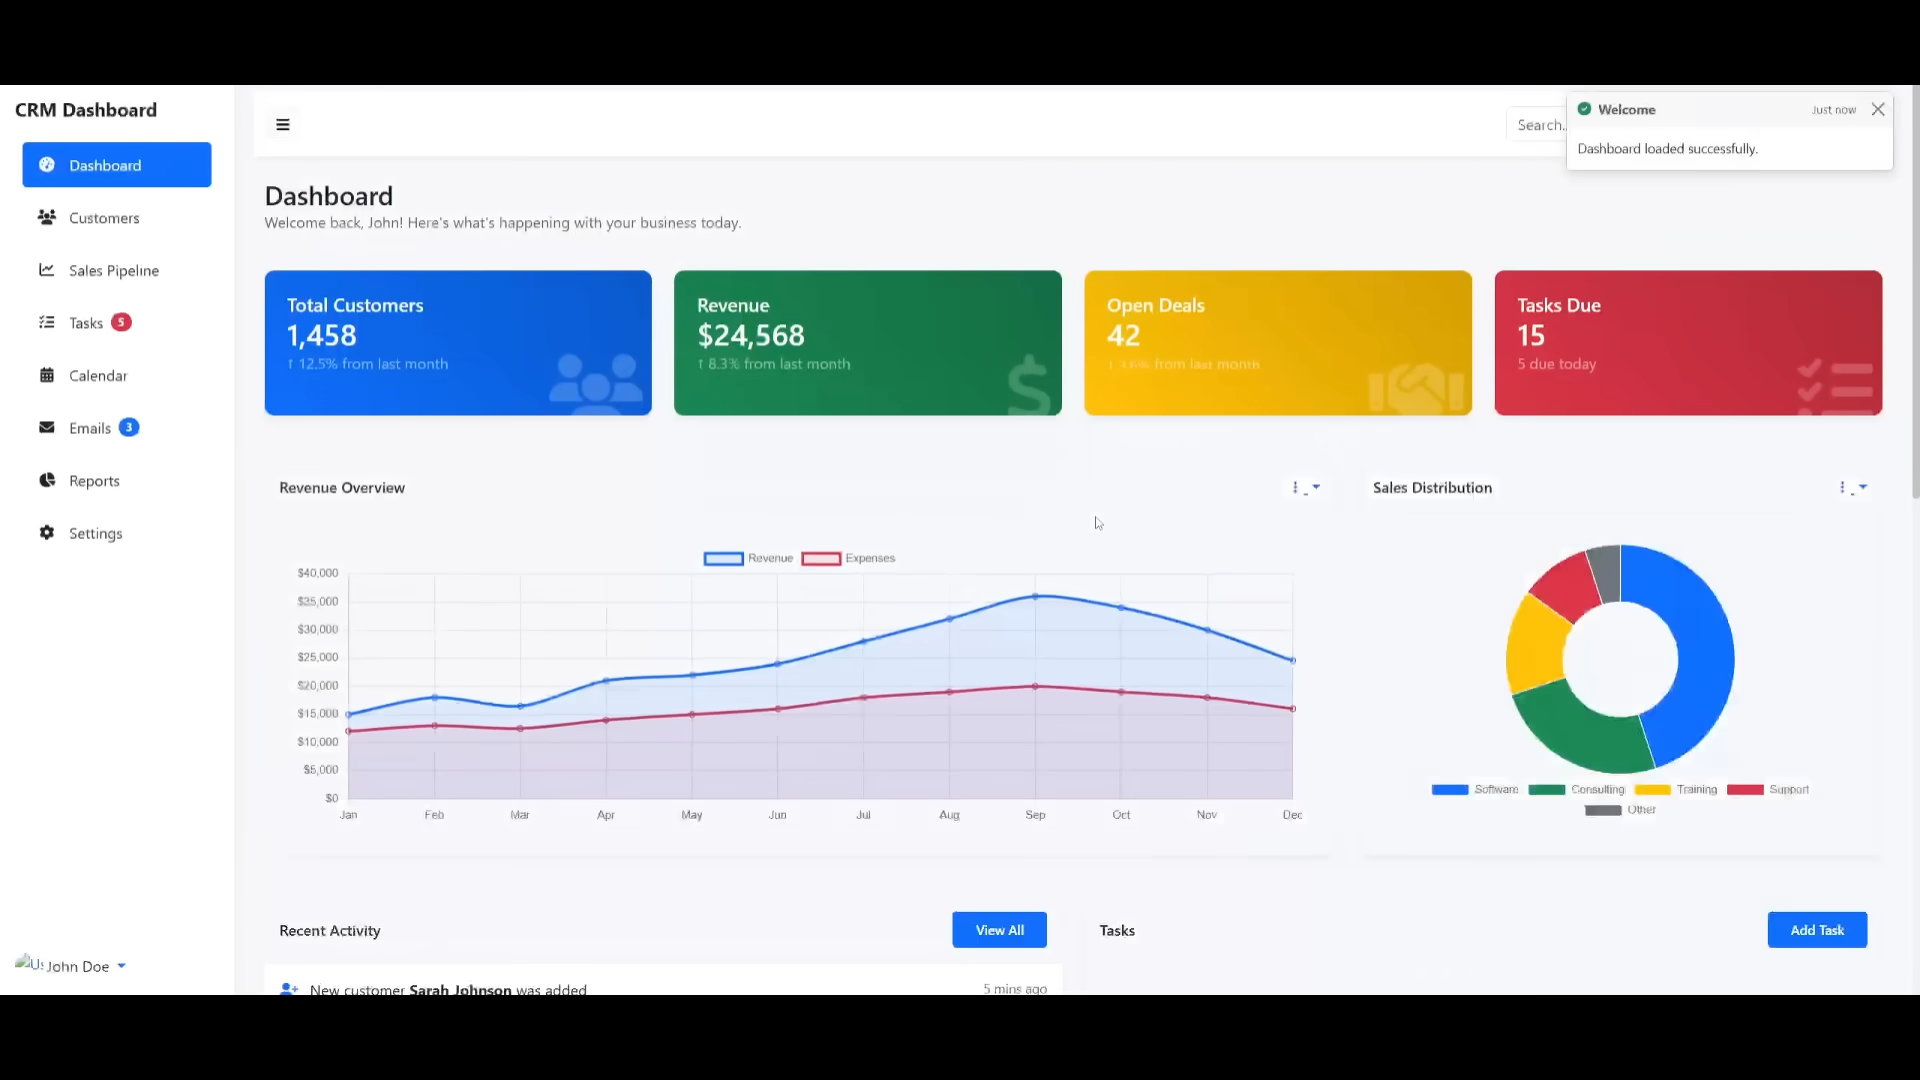 CRM Dashboard
Dashboard
Customers
Sales Pipeline
Tasks 5
Calendar
Emails 3
Reports
Settings
John Doe
Search...
Welcome
Just now
Dashboard loaded successfully.
Dashboard
Welcome back, John! Here's what's happening with your business today.
Total Customers
1,458
↑ 12.5% from last month
Revenue
$24,568
↑ 8.3% from last month
Open Deals
42
from last month
Tasks Due
15
5 due today
Revenue Overview
Revenue
Expenses
$40,000
$35,000
$30,000
$25,000
$20,000
$15,000
$10,000
$5,000
$0
Jan Feb Mar Apr May Jun Jul Aug Sep Oct Nov Dec
Sales Distribution
Software Consulting Training Support
Other
Recent Activity
View All
New customer Sarah Johnson was added
5 mins ago
Tasks
Add Task